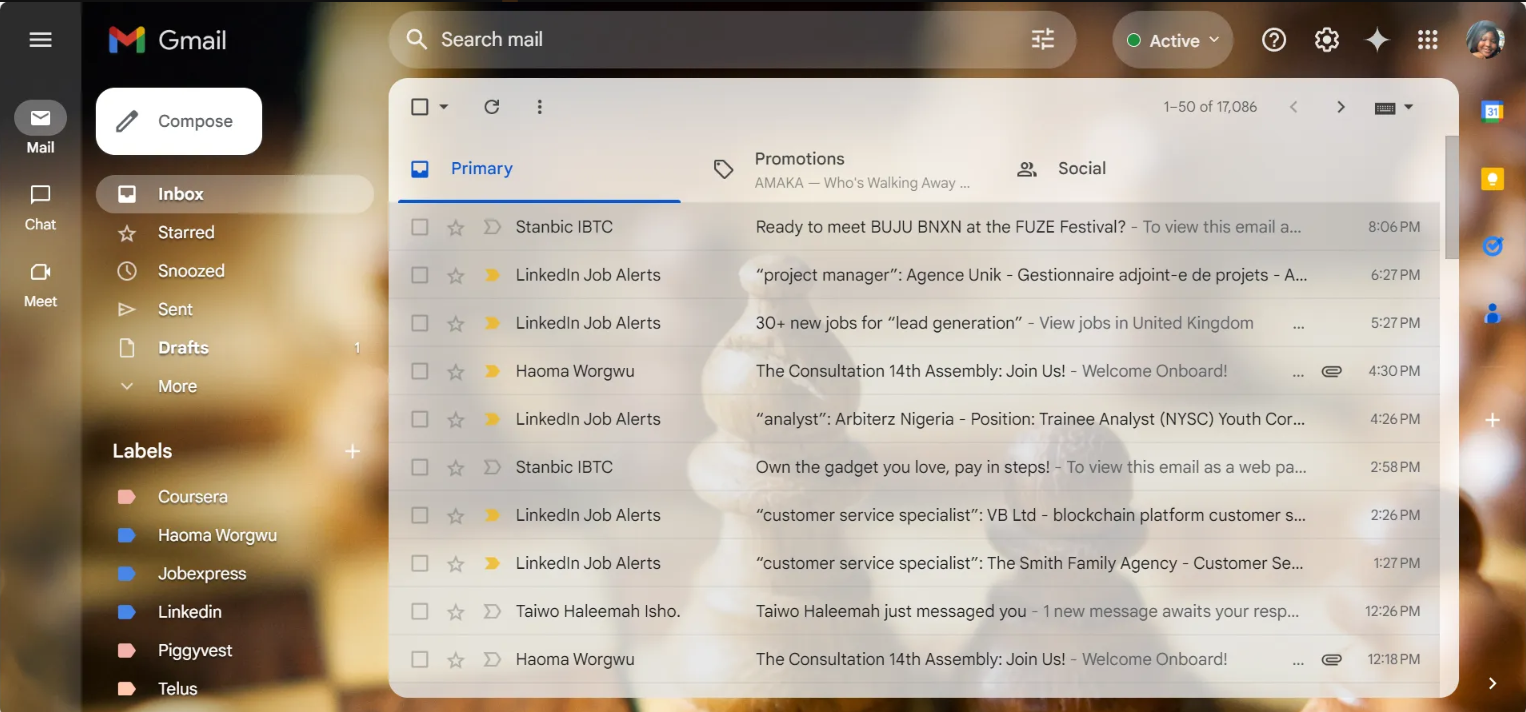 Gmail
Search mail
Active
Compose
Mail
Chat
Meet
Inbox
Starred
Snoozed
Sent
Drafts 1
More
Labels
Coursera
Haoma Worgwu
Jobexpress
Linkedin
Piggyvest
Telus
1–50 of 17,086
Primary
Promotions
AMAKA — Who's Walking Away ...
Social
Stanbic IBTC Ready to meet BUJU BNXN at the FUZE Festival? - To view this email a... 8:06 PM
LinkedIn Job Alerts “project manager”: Agence Unik - Gestionnaire adjoint-e de projets - A... 6:27 PM
LinkedIn Job Alerts 30+ new jobs for “lead generation” - View jobs in United Kingdom ... 5:27 PM
Haoma Worgwu The Consultation 14th Assembly: Join Us! - Welcome Onboard! ... 4:30 PM
LinkedIn Job Alerts “analyst”: Arbiterz Nigeria - Position: Trainee Analyst (NYSC) Youth Cor... 4:26 PM
Stanbic IBTC Own the gadget you love, pay in steps! - To view this email as a web pa... 2:58 PM
LinkedIn Job Alerts “customer service specialist”: VB Ltd - blockchain platform customer s... 2:26 PM
LinkedIn Job Alerts “customer service specialist”: The Smith Family Agency - Customer Se... 1:27 PM
Taiwo Haleemah Isho. Taiwo Haleemah just messaged you - 1 new message awaits your resp... 12:26 PM
Haoma Worgwu The Consultation 14th Assembly: Join Us! - Welcome Onboard! ... 12:18 PM
31